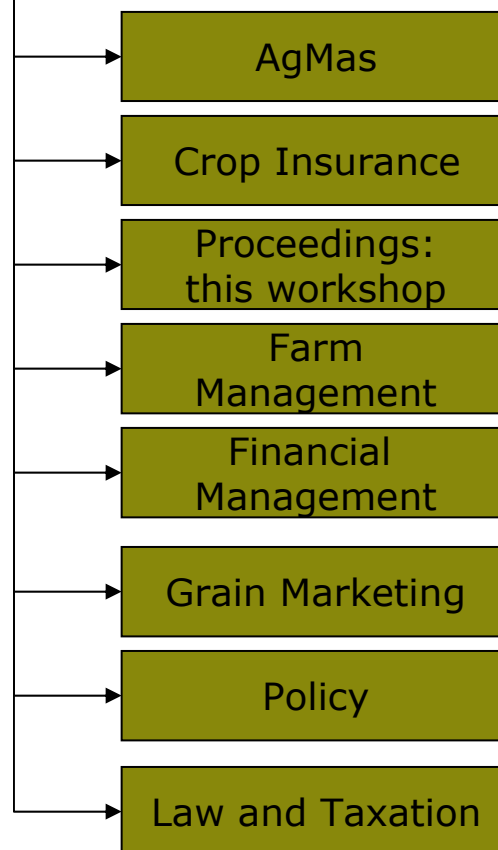 AgMas
Crop Insurance
Proceedings:
this workshop
Farm
Management
Financial
Management
Grain Marketing
Policy
Law and Taxation